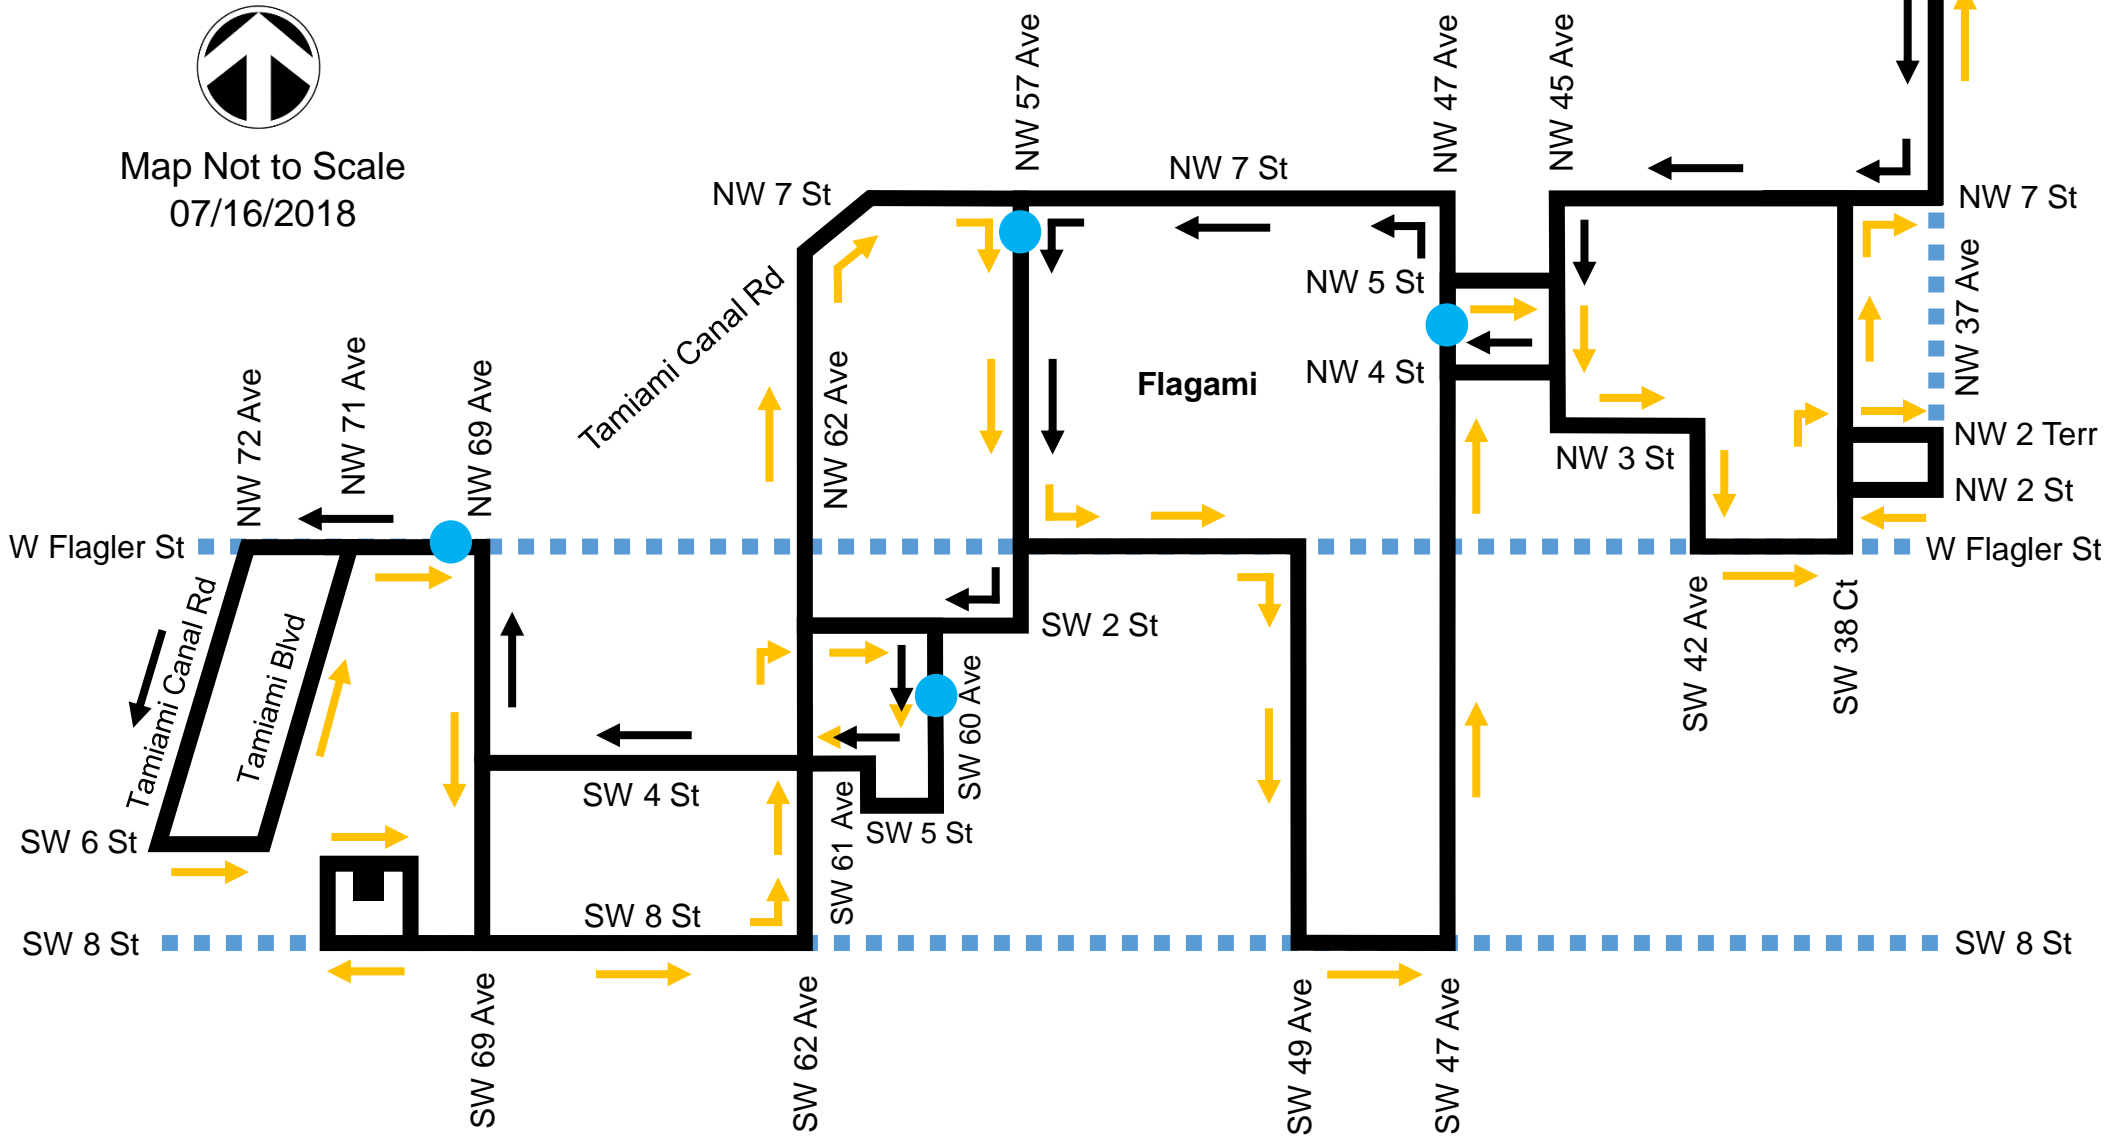 Map Not to Scale
07/16/2018
NW 57 Ave
NW 47 Ave
NW 45 Ave
NW 7 St
NW 7 St
NW 7 St
NW 37 Ave
Tamiami Canal Rd
NW 62 Ave
NW 5 St
NW 4 St
Flagami
NW 72 Ave
NW 71 Ave
NW 69 Ave
NW 3 St
NW 2 Terr
NW 2 St
W Flagler St
W Flagler St
Tamiami Canal Rd
Tamiami Blvd
SW 2 St
SW 60 Ave
SW 42 Ave
SW 38 Ct
SW 4 St
SW 61 Ave
SW 5 St
SW 6 St
SW 8 St
SW 8 St
SW 8 St
SW 69 Ave
SW 62 Ave
SW 49 Ave
SW 47 Ave